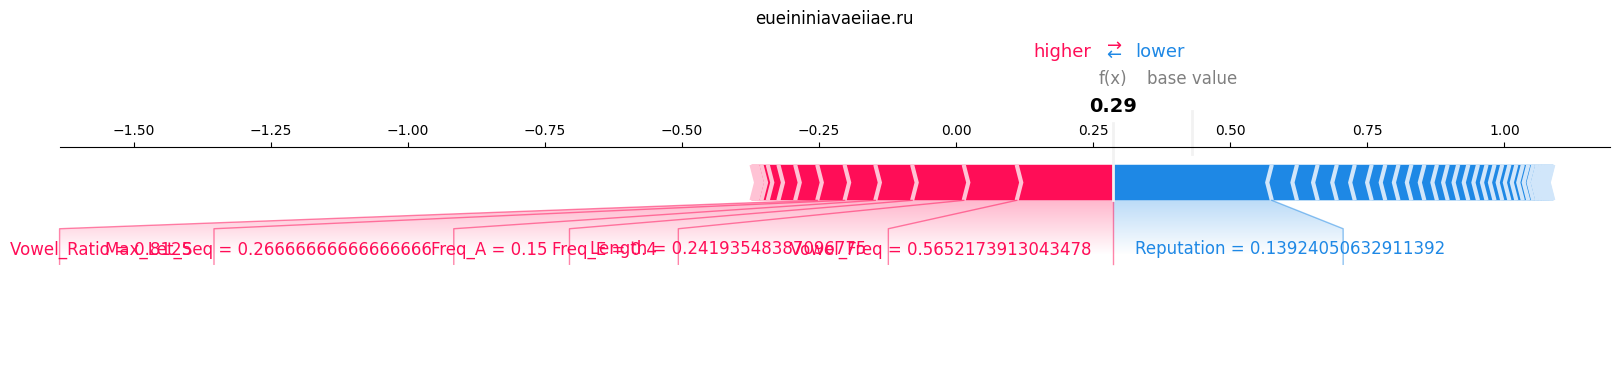 eueininiavaeiiae.ru
higher ⇄ lower
f(x) base value
0.29
−1.50 −1.25 −1.00 −0.75 −0.50 −0.25 0.00 0.25 0.50 0.75 1.00
Vowel_Ratio = 0.8125 Max_Let_Seq = 0.26666666666666666 Freq_A = 0.15 Freq_E = 0.4 Length = 0.24193548387096775 Vowel_Freq = 0.5652173913043478 Reputation = 0.13924050632911392